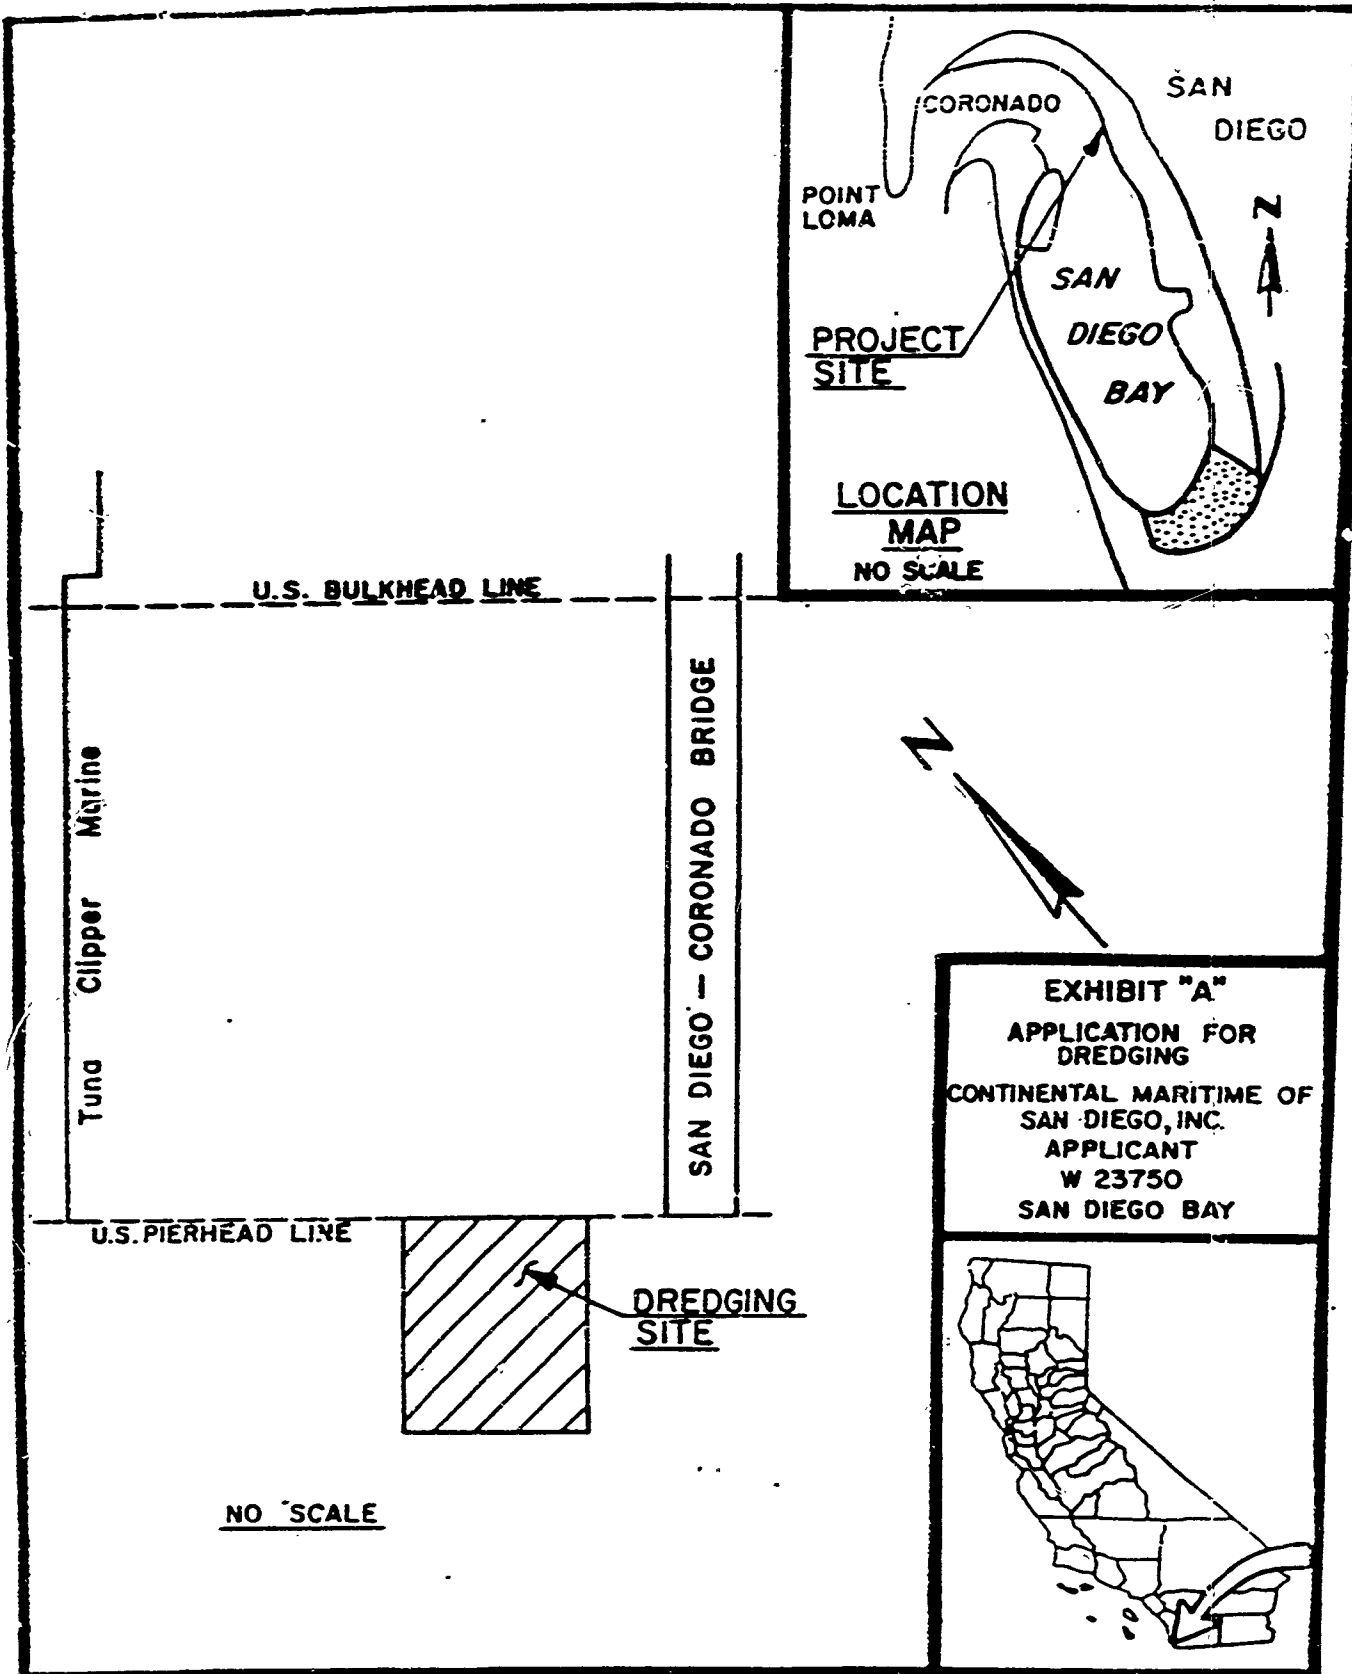 SAN
DIEGO
CORONADO
POINT
LOMA
N
SAN
DIEGO
BAY
PROJECT
SITE
LOCATION
MAP
NO SCALE
U.S. BULKHEAD LINE
SAN DIEGO — CORONADO BRIDGE
Tuna Clipper Marine
N
U.S. PIERHEAD LINE
DREDGING
SITE
NO SCALE
EXHIBIT "A"
APPLICATION FOR
DREDGING
CONTINENTAL MARITIME OF
SAN DIEGO, INC.
APPLICANT
W 23750
SAN DIEGO BAY